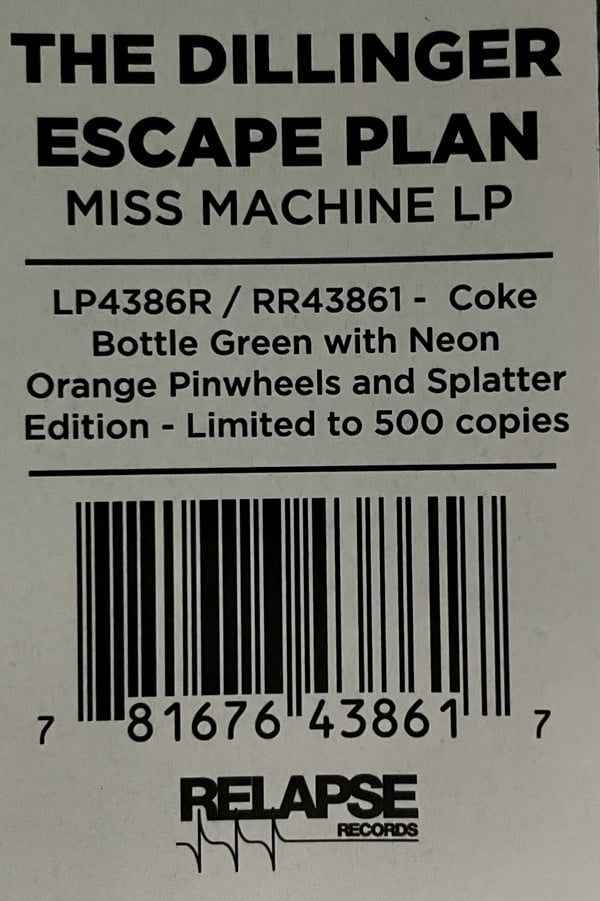 THE DILLINGER
ESCAPE PLAN
MISS MACHINE LP
LP4386R / RR43861 - Coke
Bottle Green with Neon
Orange Pinwheels and Splatter
Edition - Limited to 500 copies
7 81676 43861 7
RELAPSE
RECORDS